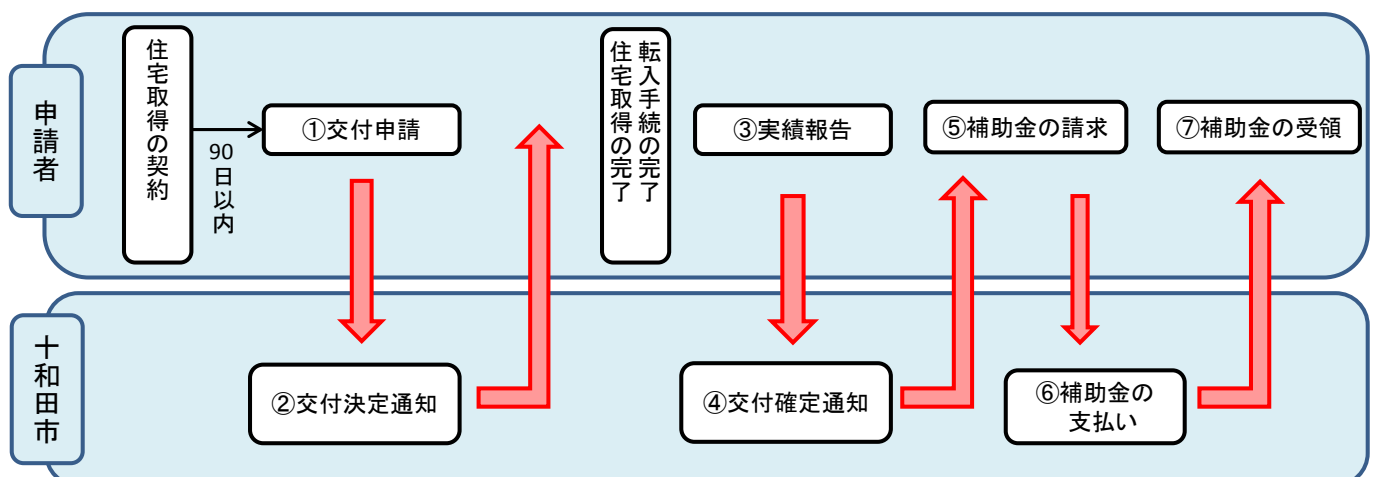 申請者
住宅取得の契約
90日以内
①交付申請
転入手続の完了
住宅取得の完了
③実績報告
⑤補助金の請求
⑦補助金の受領
十和田市
②交付決定通知
④交付確定通知
⑥補助金の
支払い